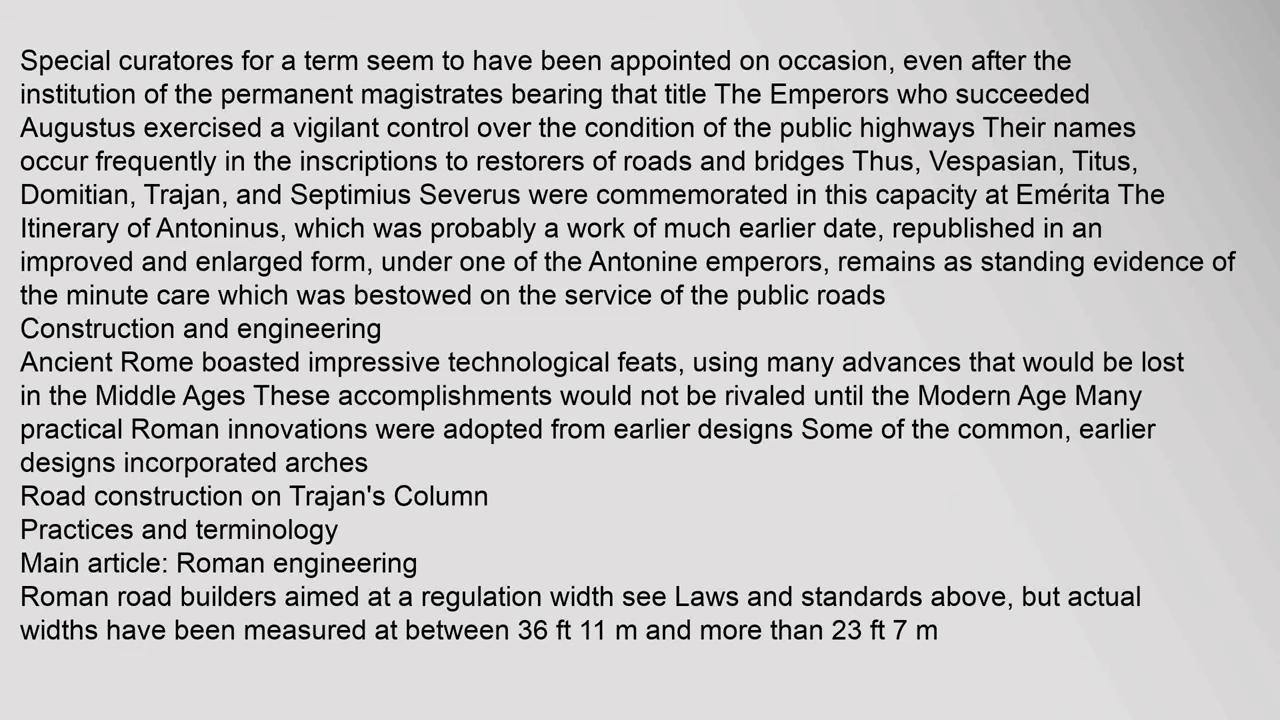 Special curatores for a term seem to have been appointed on occasion, even after the
institution of the permanent magistrates bearing that title The Emperors who succeeded
Augustus exercised a vigilant control over the condition of the public highways Their names
occur frequently in the inscriptions to restorers of roads and bridges Thus, Vespasian, Titus,
Domitian, Trajan, and Septimius Severus were commemorated in this capacity at Emérita The
Itinerary of Antoninus, which was probably a work of much earlier date, republished in an
improved and enlarged form, under one of the Antonine emperors, remains as standing evidence of
the minute care which was bestowed on the service of the public roads
Construction and engineering
Ancient Rome boasted impressive technological feats, using many advances that would be lost
in the Middle Ages These accomplishments would not be rivaled until the Modern Age Many
practical Roman innovations were adopted from earlier designs Some of the common, earlier
designs incorporated arches
Road construction on Trajan's Column
Practices and terminology
Main article: Roman engineering
Roman road builders aimed at a regulation width see Laws and standards above, but actual
widths have been measured at between 36 ft 11 m and more than 23 ft 7 m